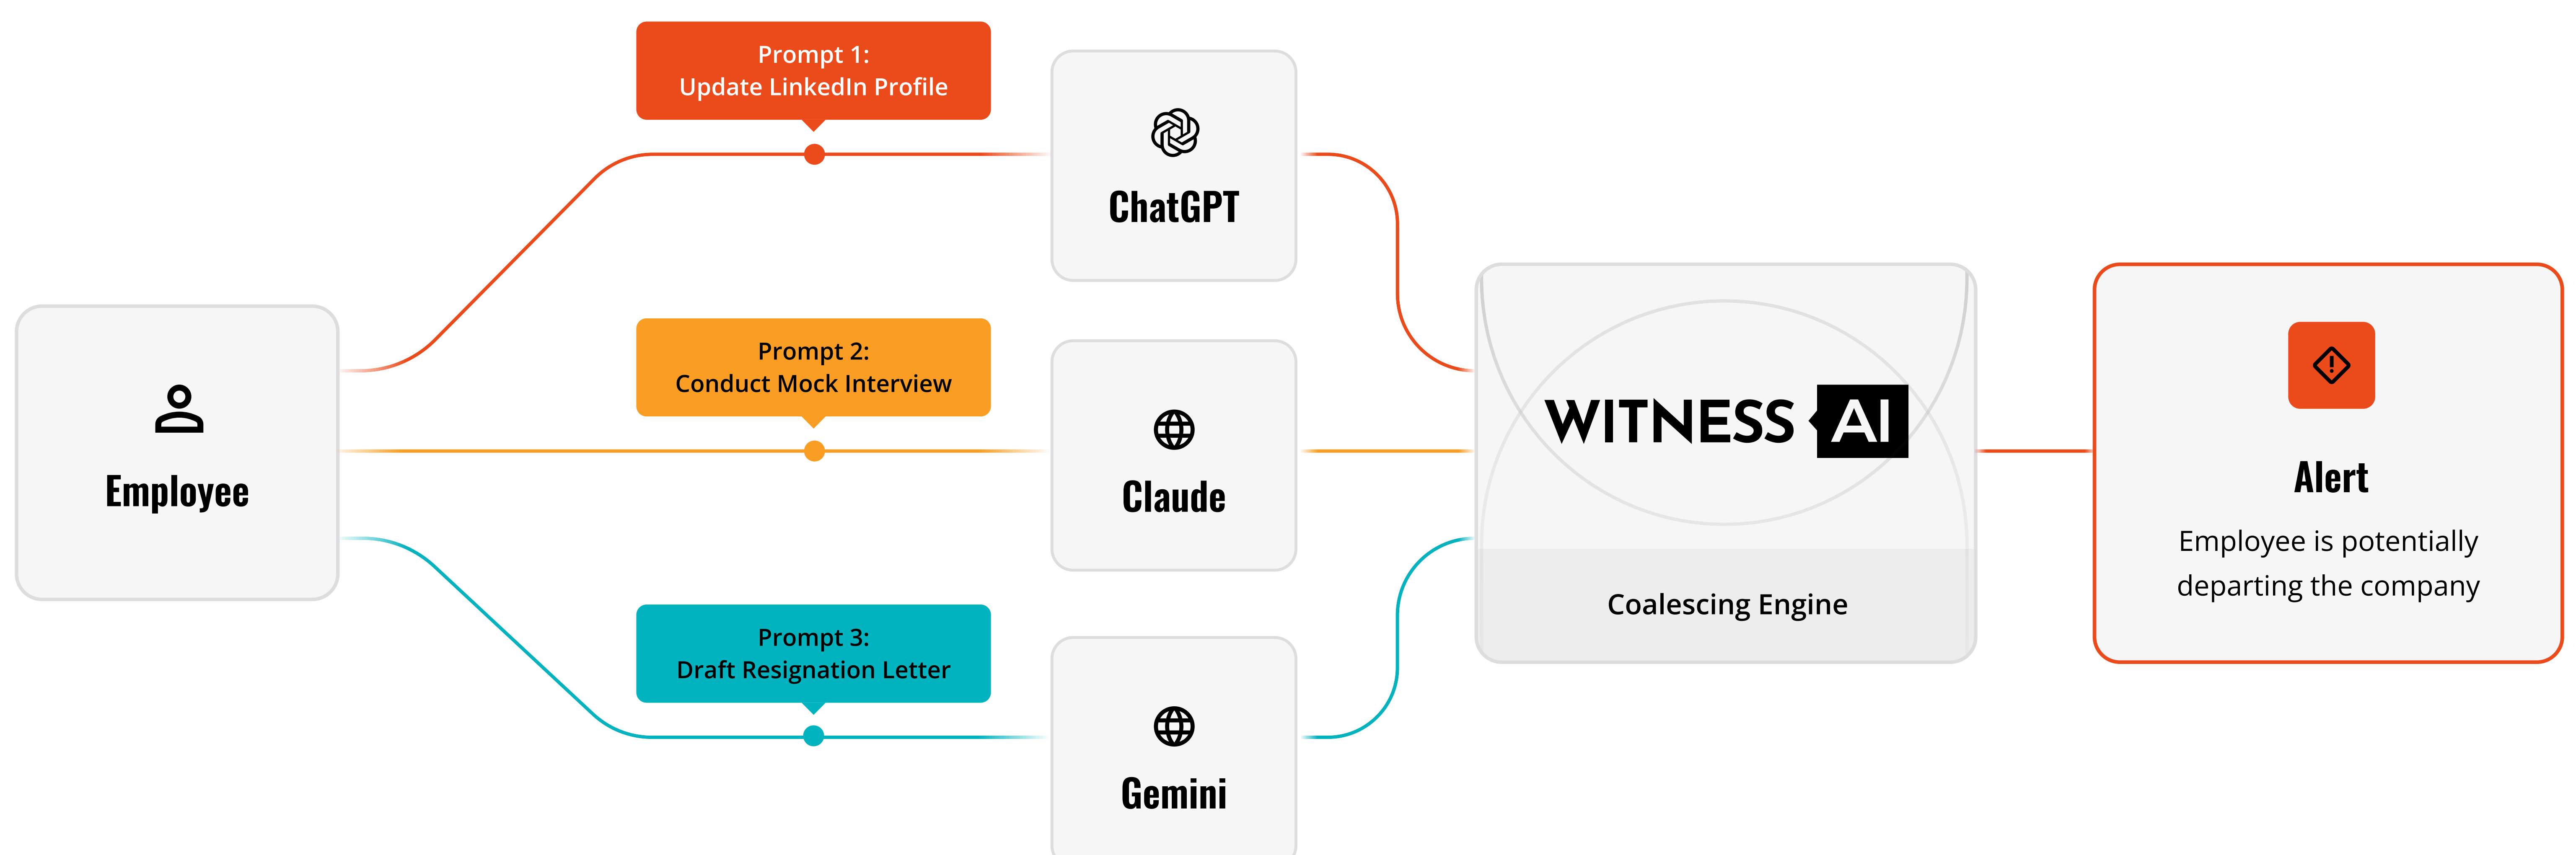 Prompt 1:
Update LinkedIn Profile
ChatGPT
Prompt 2:
Conduct Mock Interview
Claude
Employee
Prompt 3:
Draft Resignation Letter
Gemini
WITNESS AI
Coalescing Engine
Alert
Employee is potentially
departing the company